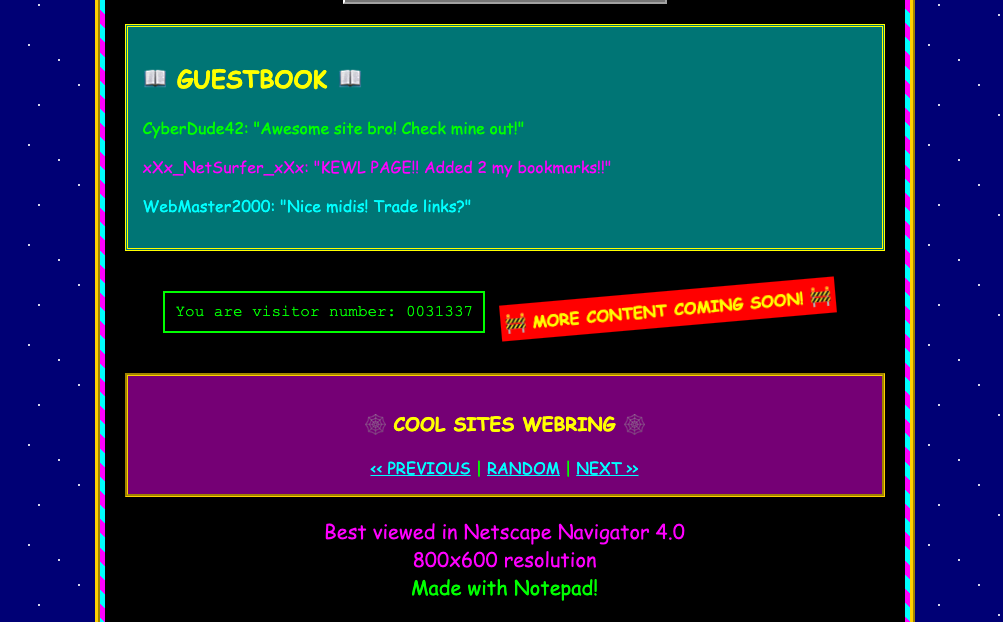 📖 GUESTBOOK 📖
CyberDude42: "Awesome site bro! Check mine out!"
xXx_NetSurfer_xXx: "KEWL PAGE!! Added 2 my bookmarks!!"
WebMaster2000: "Nice midis! Trade links?"
You are visitor number: 0031337
🚧 MORE CONTENT COMING SOON! 🚧
🕸️ COOL SITES WEBRING 🕸️
<< PREVIOUS | RANDOM | NEXT >>
Best viewed in Netscape Navigator 4.0
800x600 resolution
Made with Notepad!